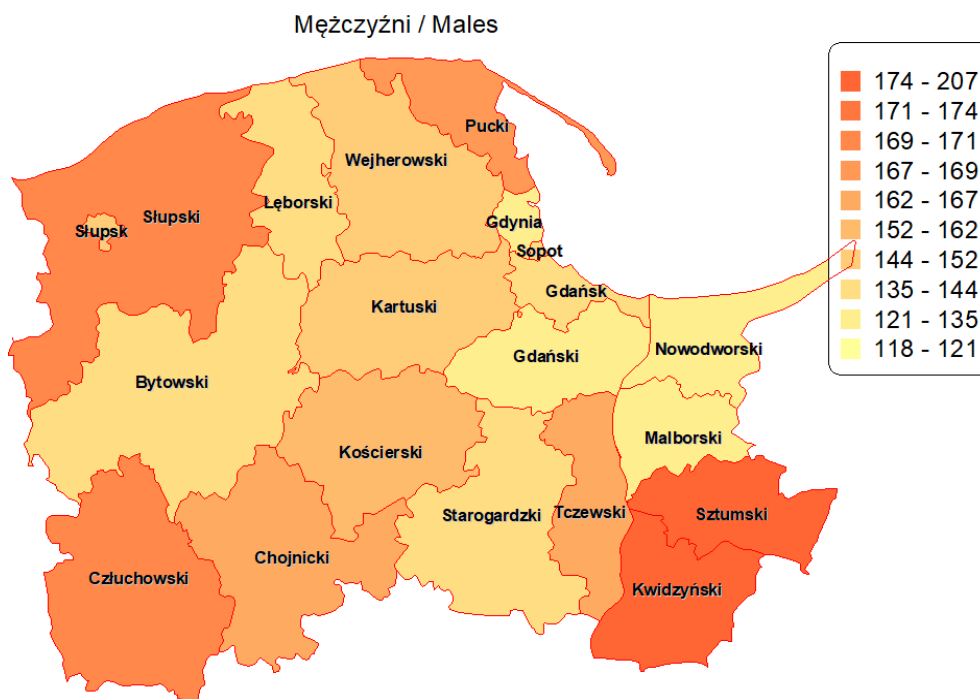 Mężczyźni / Males
174 - 207
171 - 174
169 - 171
167 - 169
162 - 167
152 - 162
144 - 152
135 - 144
121 - 135
118 - 121
Pucki
Wejherowski
Lęborski
Słupski
Słupsk
Gdynia
Sopot
Gdańsk
Kartuski
Gdański
Nowodworski
Bytowski
Malborski
Kościerski
Starogardzki
Tczewski
Sztumski
Chojnicki
Człuchowski
Kwidzyński